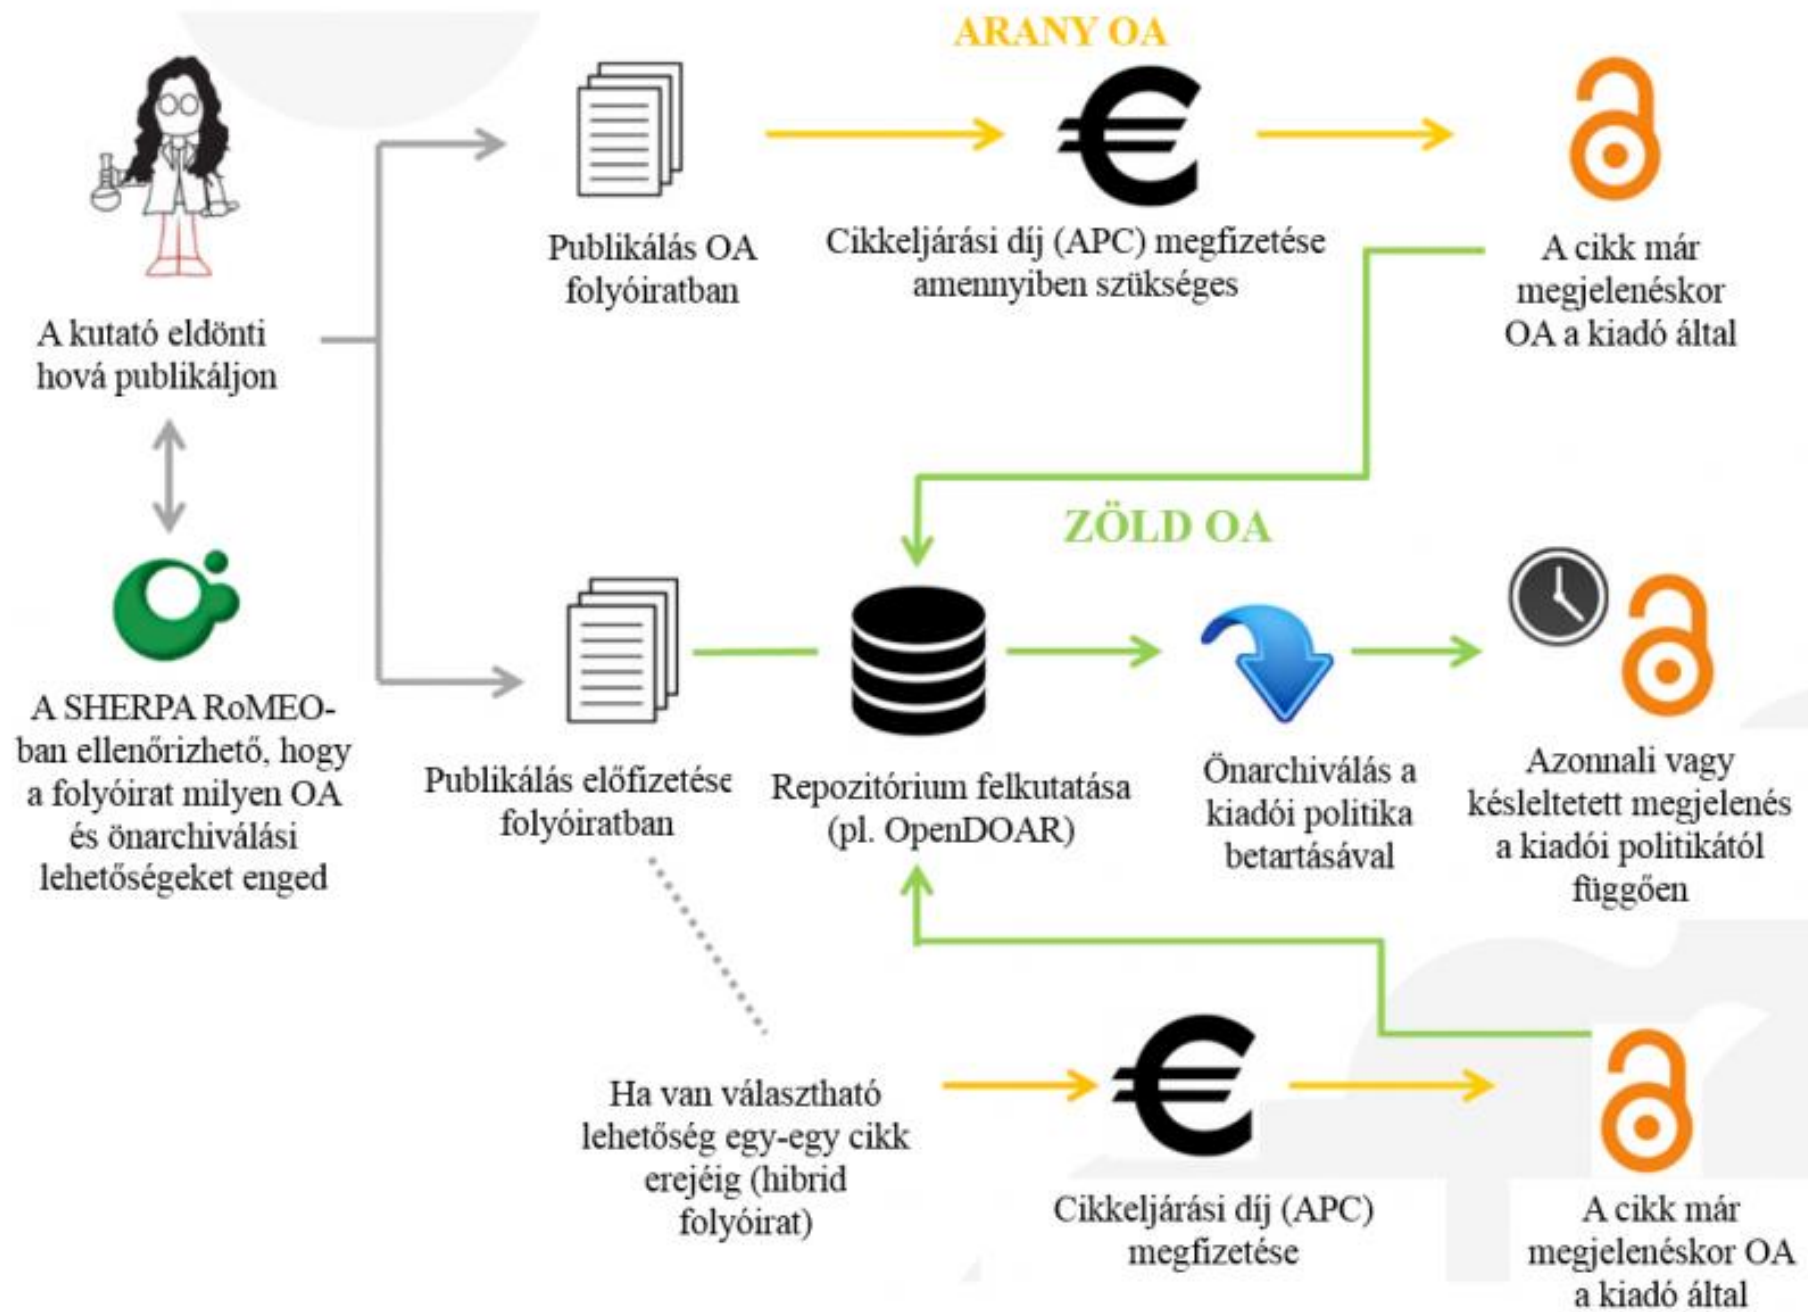 ARANY OA
A kutató eldönti
hová publikáljon
Publikálás OA
folyóiratban
Cikkeljárási díj (APC) megfizetése
amennyiben szükséges
A cikk már
megjelenéskor
OA a kiadó által
A SHERPA RoMEO-
ban ellenőrizhető, hogy
a folyóirat milyen OA
és önarchiválási
lehetőségeket enged
ZÖLD OA
Publikálás előfizetése
folyóiratban
Repozitórium felkutatása
(pl. OpenDOAR)
Önarchiválás a
kiadói politika
betartásával
Azonnali vagy
késleltetett megjelenés
a kiadói politikától
függően
Ha van választható
lehetőség egy-egy cikk
erejéig (hibrid
folyóirat)
Cikkeljárási díj (APC)
megfizetése
A cikk már
megjelenéskor OA
a kiadó által